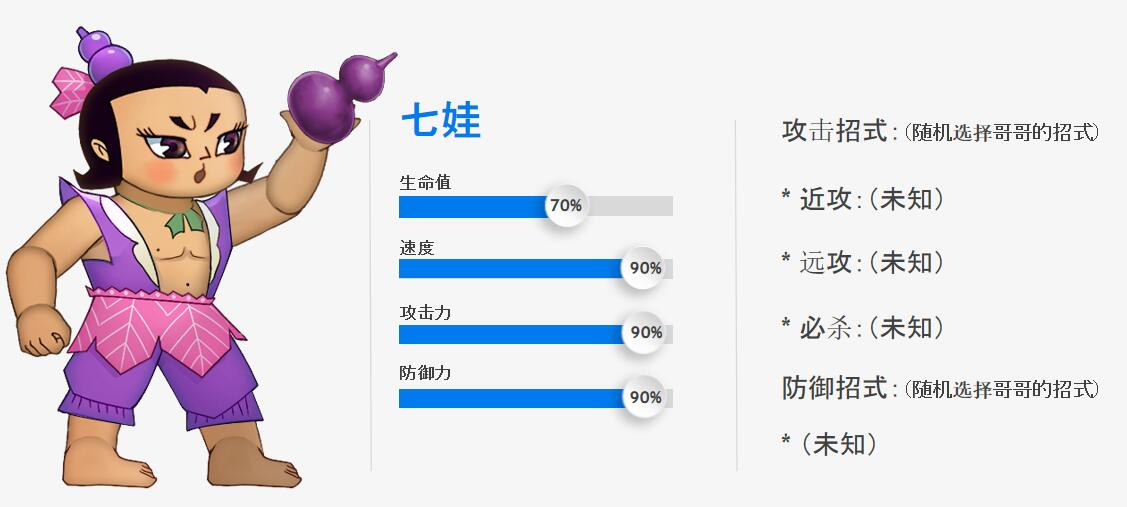 七娃
生命值
70%
速度
90%
攻击力
90%
防御力
90%
攻击招式:(随机选择哥哥的招式)
* 近攻:(未知)
* 远攻:(未知)
* 必杀:(未知)
防御招式:(随机选择哥哥的招式)
*(未知)